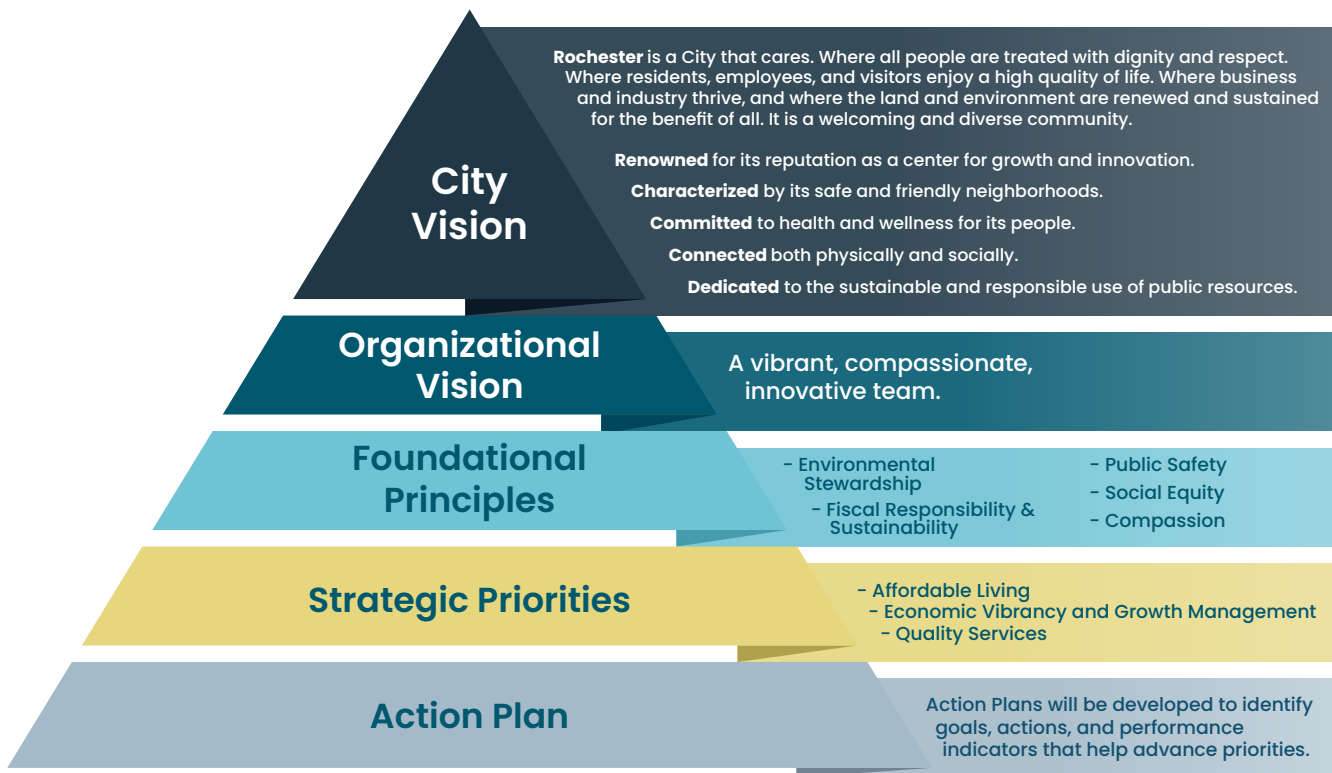 City
Vision
Rochester is a City that cares. Where all people are treated with dignity and respect.
Where residents, employees, and visitors enjoy a high quality of life. Where business
and industry thrive, and where the land and environment are renewed and sustained
for the benefit of all. It is a welcoming and diverse community.
Renowned for its reputation as a center for growth and innovation.
Characterized by its safe and friendly neighborhoods.
Committed to health and wellness for its people.
Connected both physically and socially.
Dedicated to the sustainable and responsible use of public resources.
Organizational
Vision
A vibrant, compassionate,
innovative team.
Foundational
Principles
- Environmental
Stewardship
- Fiscal Responsibility &
Sustainability
- Public Safety
- Social Equity
- Compassion
Strategic Priorities
- Affordable Living
- Economic Vibrancy and Growth Management
- Quality Services
Action Plan
Action Plans will be developed to identify
goals, actions, and performance
indicators that help advance priorities.